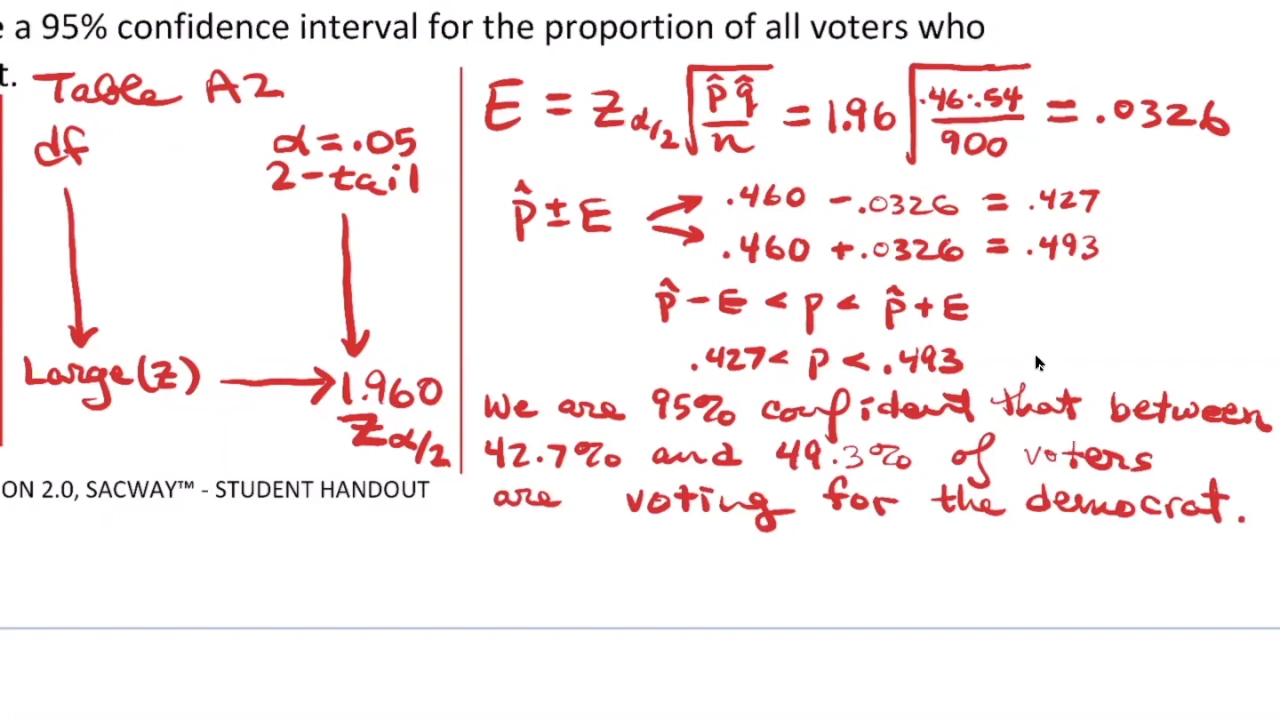 e a 95% confidence interval for the proportion of all voters who
t.
Table A2
df
α = .05
2-tail
Large(Z) → 1.960
Zα/2
ON 2.0, SACWAY™ - STUDENT HANDOUT
E = Zα/2 √(p̂q̂/n) = 1.96 √(.46·.54/900) = .0326
p̂ ± E
.460 - .0326 = .427
.460 + .0326 = .493
p̂ - E < p < p̂ + E
.427 < p < .493
We are 95% confident that between
42.7% and 49.3% of voters
are voting for the democrat.